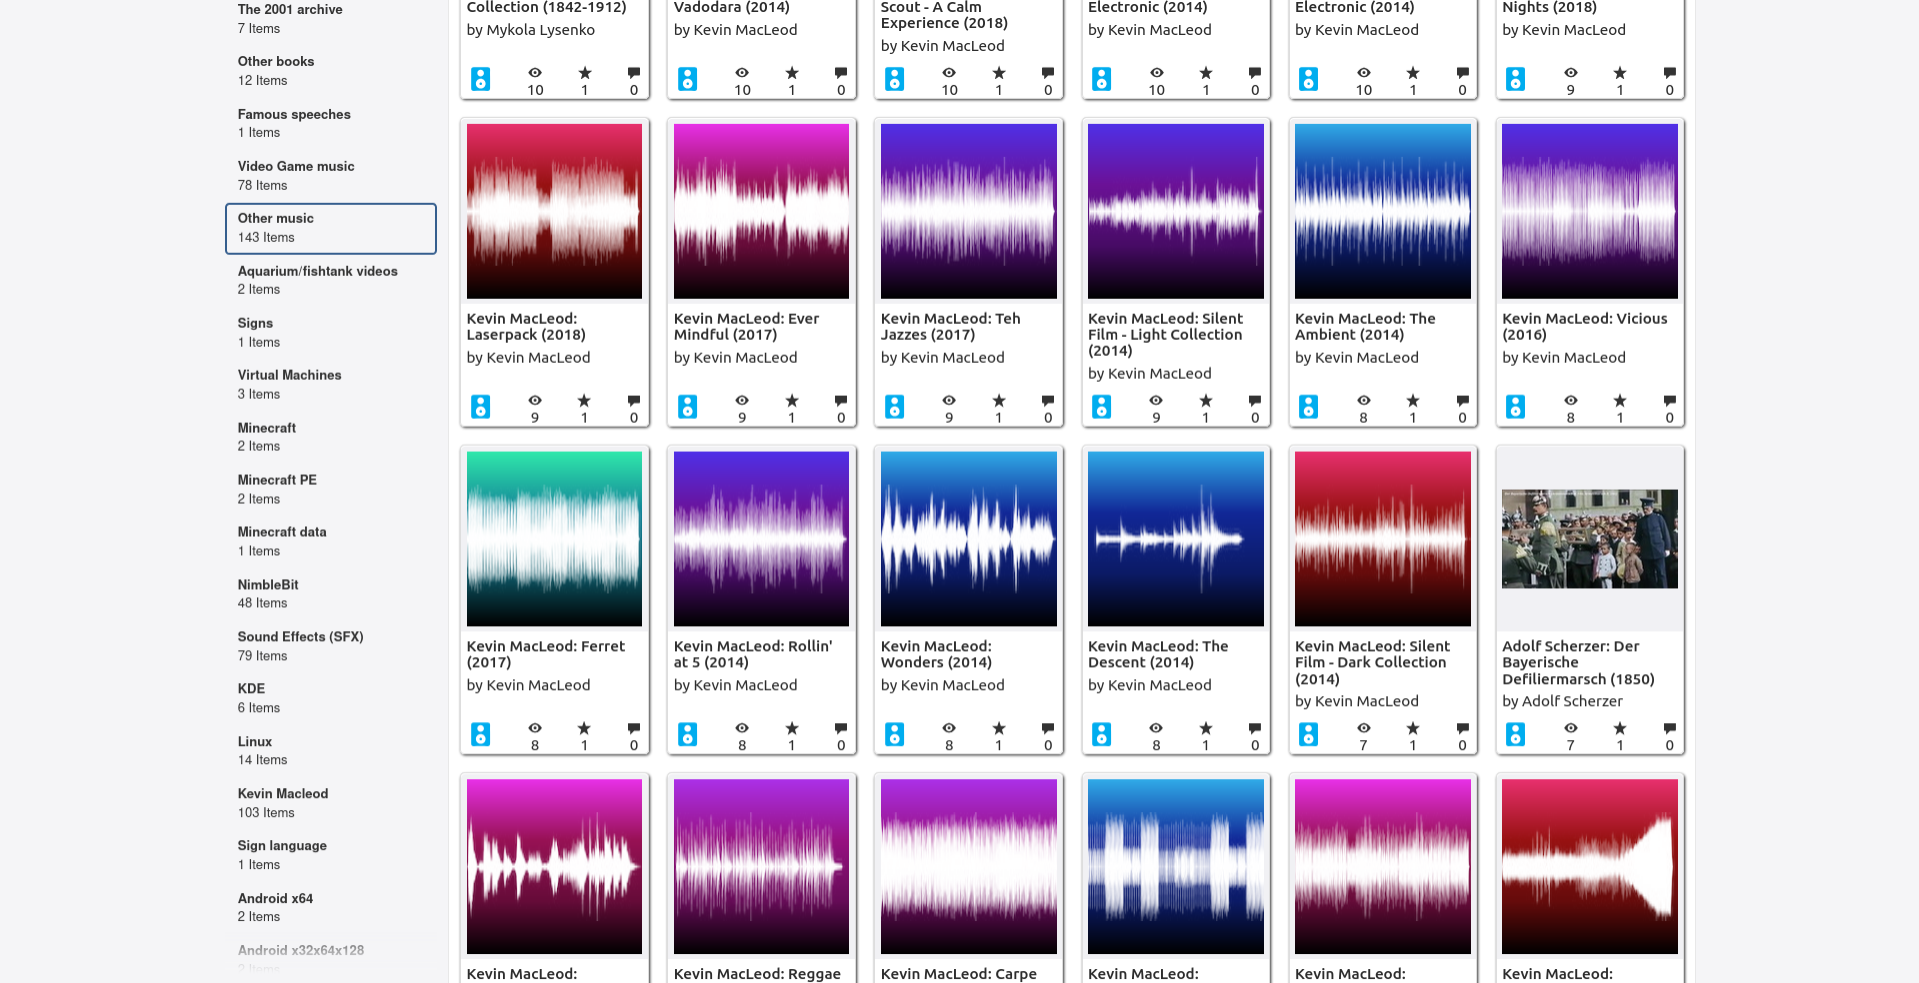 The 2001 archive
7 Items
Other books
12 Items
Famous speeches
1 Items
Video Game music
78 Items
Other music
143 Items
Aquarium/fishtank videos
2 Items
Signs
1 Items
Virtual Machines
3 Items
Minecraft
2 Items
Minecraft PE
2 Items
Minecraft data
1 Items
NimbleBit
48 Items
Sound Effects (SFX)
79 Items
KDE
6 Items
Linux
14 Items
Kevin Macleod
103 Items
Sign language
1 Items
Android x64
2 Items
Android x32x64x128
2 Items
Collection (1842-1912)
by Mykola Lysenko
10 1 0
Vadodara (2014)
by Kevin MacLeod
10 1 0
Scout - A Calm
Experience (2018)
by Kevin MacLeod
10 1 0
Electronic (2014)
by Kevin MacLeod
10 1 0
Electronic (2014)
by Kevin MacLeod
10 1 0
Nights (2018)
by Kevin MacLeod
9 1 0
Kevin MacLeod:
Laserpack (2018)
by Kevin MacLeod
9 1 0
Kevin MacLeod: Ever
Mindful (2017)
by Kevin MacLeod
9 1 0
Kevin MacLeod: Teh
Jazzes (2017)
by Kevin MacLeod
9 1 0
Kevin MacLeod: Silent
Film - Light Collection
(2014)
by Kevin MacLeod
9 1 0
Kevin MacLeod: The
Ambient (2014)
by Kevin MacLeod
8 1 0
Kevin MacLeod: Vicious
(2016)
by Kevin MacLeod
8 1 0
Kevin MacLeod: Ferret
(2017)
by Kevin MacLeod
8 1 0
Kevin MacLeod: Rollin'
at 5 (2014)
by Kevin MacLeod
8 1 0
Kevin MacLeod:
Wonders (2014)
by Kevin MacLeod
8 1 0
Kevin MacLeod: The
Descent (2014)
by Kevin MacLeod
8 1 0
Kevin MacLeod: Silent
Film - Dark Collection
(2014)
by Kevin MacLeod
7 1 0
Adolf Scherzer: Der
Bayerische
Defiliermarsch (1850)
by Adolf Scherzer
7 1 0
Kevin MacLeod:
Kevin MacLeod: Reggae
Kevin MacLeod: Carpe
Kevin MacLeod:
Kevin MacLeod:
Kevin MacLeod: